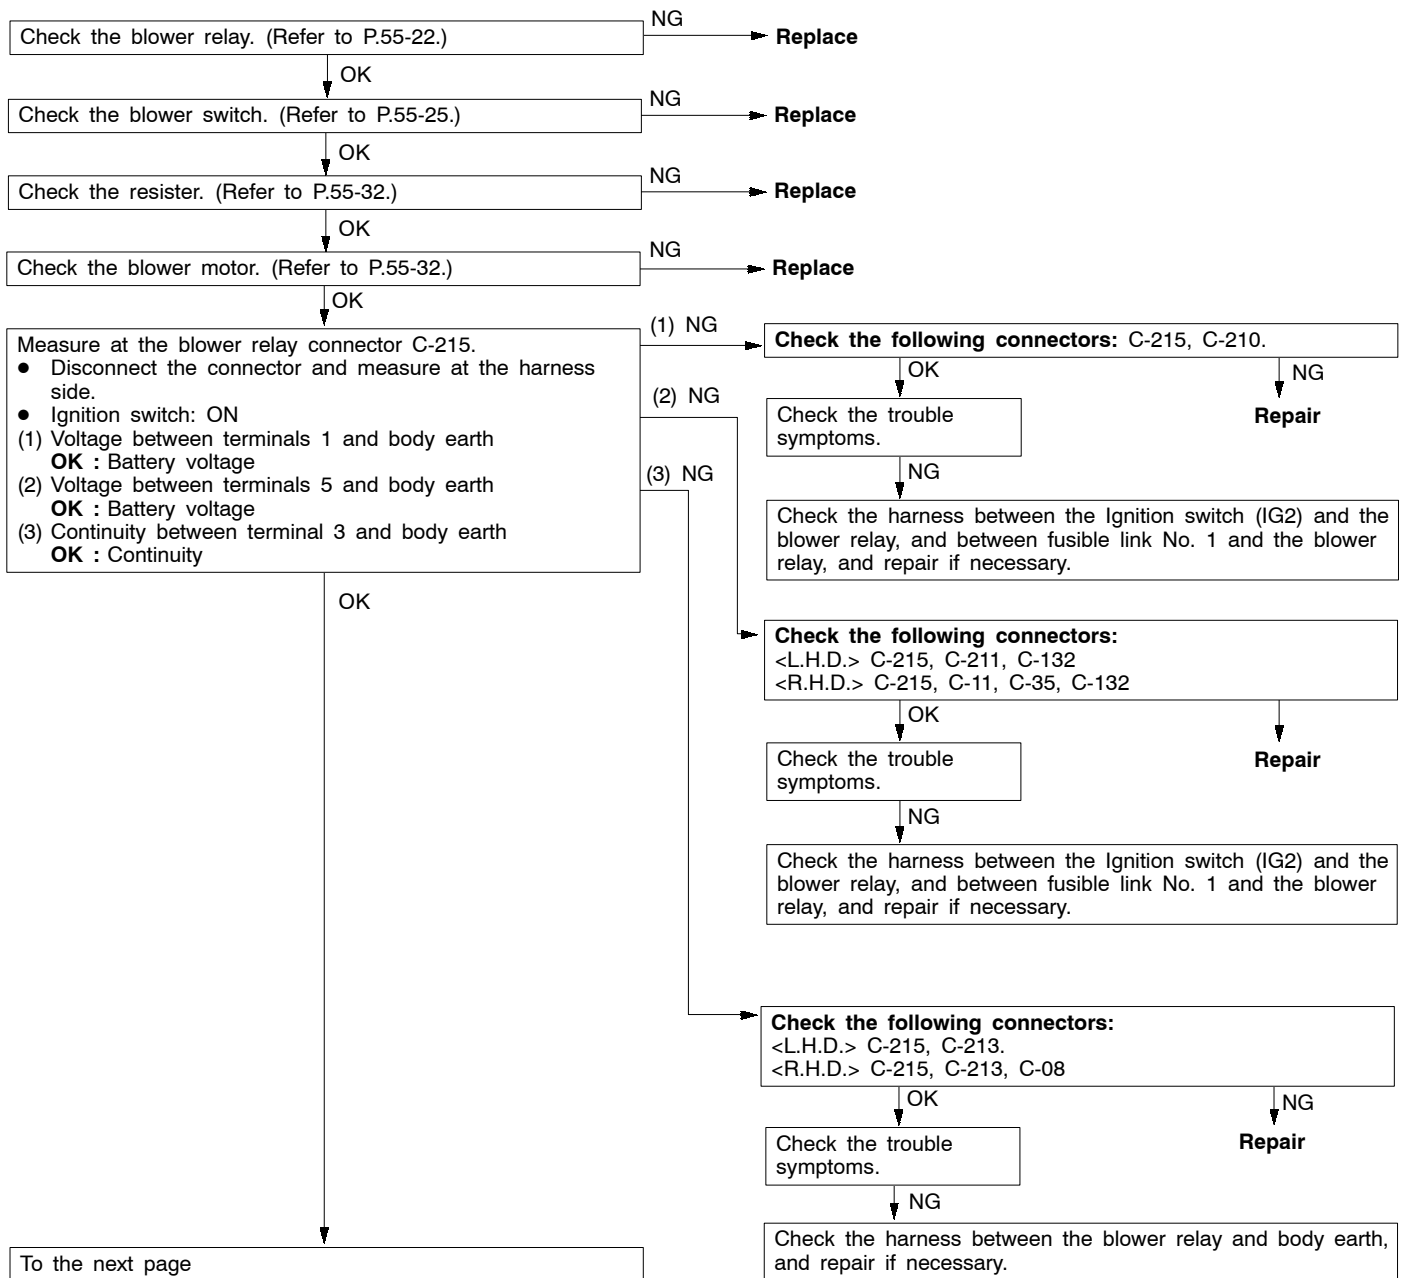 Check the blower relay. (Refer to P.55-22.)
NG
Replace
OK
Check the blower switch. (Refer to P.55-25.)
NG
Replace
OK
Check the resister. (Refer to P.55-32.)
NG
Replace
OK
Check the blower motor. (Refer to P.55-32.)
NG
Replace
OK
Measure at the blower relay connector C-215.
● Disconnect the connector and measure at the harness
side.
● Ignition switch: ON
(1) Voltage between terminals 1 and body earth
OK : Battery voltage
(2) Voltage between terminals 5 and body earth
OK : Battery voltage
(3) Continuity between terminal 3 and body earth
OK : Continuity
(1) NG
Check the following connectors: C-215, C-210.
OK
NG
Check the trouble
symptoms.
Repair
NG
Check the harness between the Ignition switch (IG2) and the
blower relay, and between fusible link No. 1 and the blower
relay, and repair if necessary.
(2) NG
Check the following connectors:
<L.H.D.> C-215, C-211, C-132
<R.H.D.> C-215, C-11, C-35, C-132
OK
Check the trouble
symptoms.
Repair
NG
Check the harness between the Ignition switch (IG2) and the
blower relay, and between fusible link No. 1 and the blower
relay, and repair if necessary.
(3) NG
Check the following connectors:
<L.H.D.> C-215, C-213.
<R.H.D.> C-215, C-213, C-08
OK
NG
Check the trouble
symptoms.
Repair
NG
Check the harness between the blower relay and body earth,
and repair if necessary.
OK
To the next page